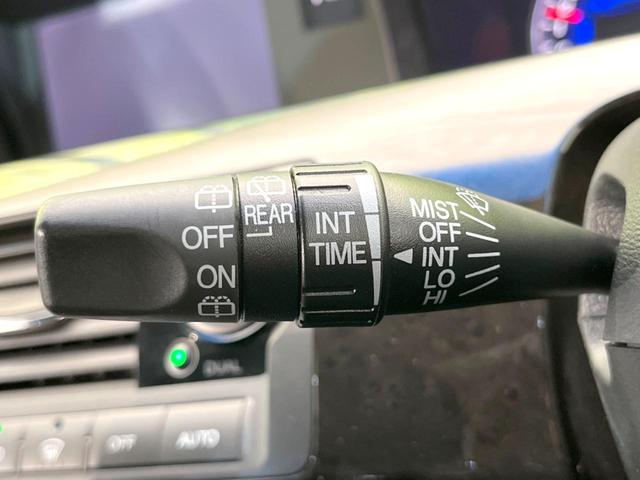 REAR
OFF
ON
INT
TIME
MIST
OFF
INT
LO
HI
DUAL
OFF
AUTO